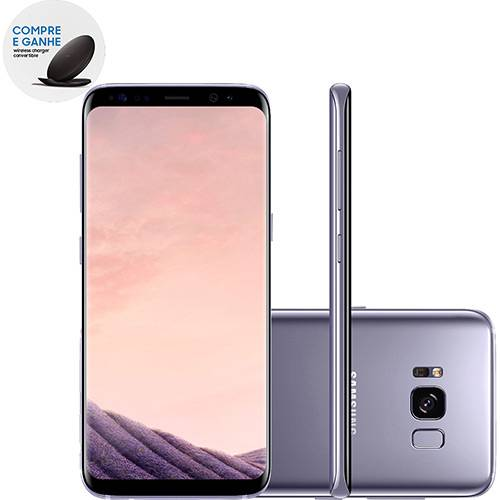 COMPRE
E GANHE
wireless charger
convertible
SAMSUNG